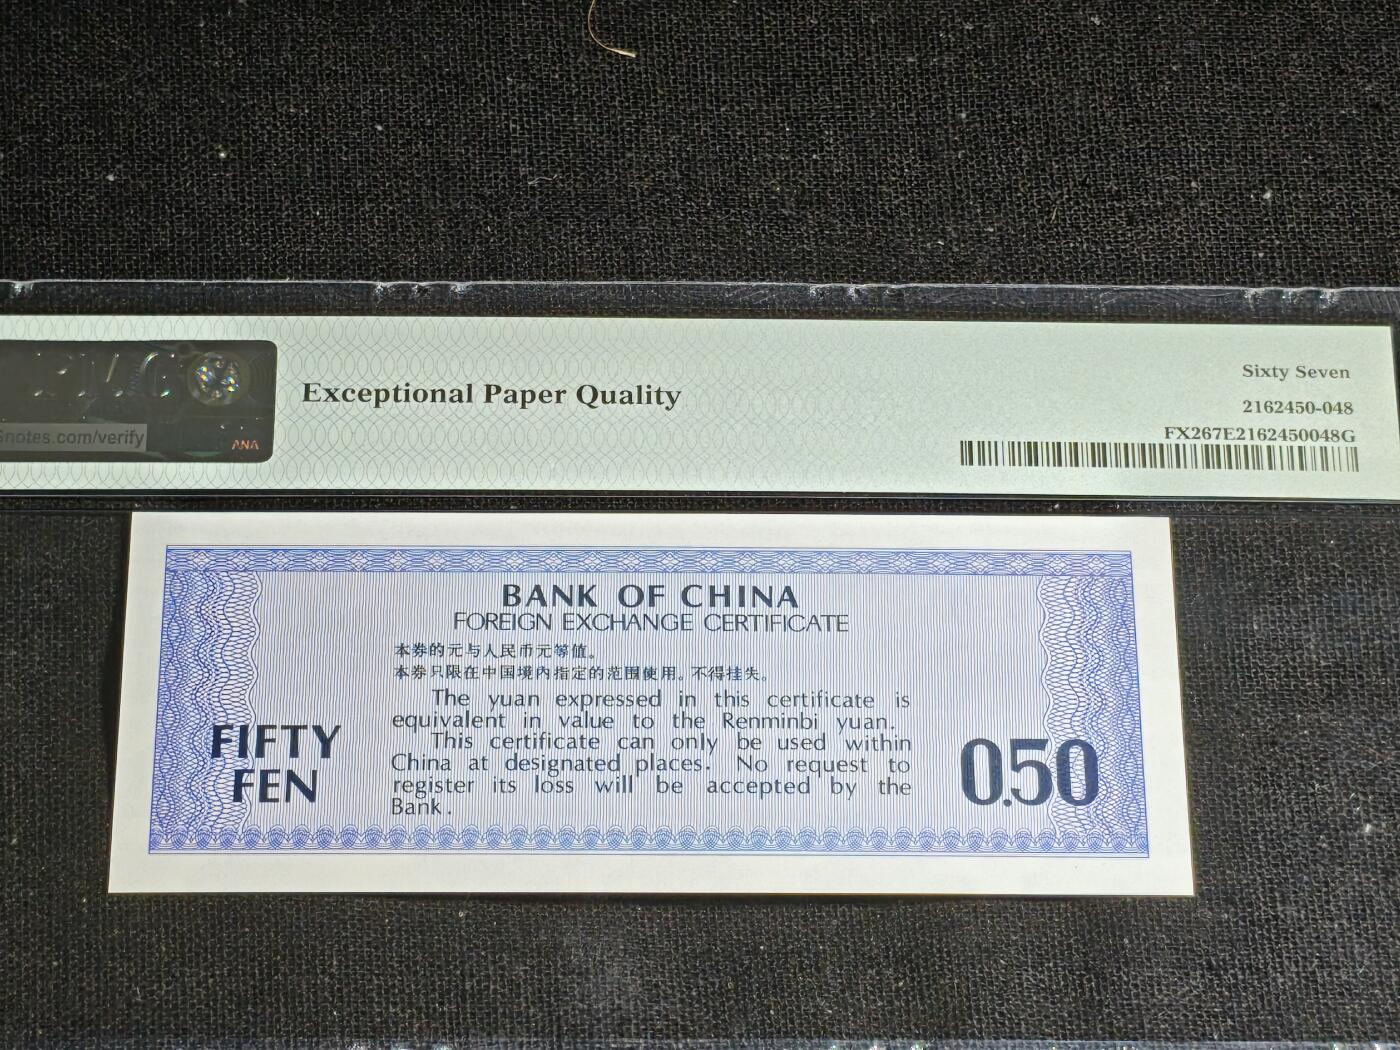 PMG
notes.com/verify
ANA
Exceptional Paper Quality
Sixty Seven
2162450-048
FX267E2162450048G
BANK OF CHINA
FOREIGN EXCHANGE CERTIFICATE
本券的元与人民币元等值。
本券只限在中国境内指定的范围使用。不得挂失。
The yuan expressed in this certificate is
equivalent in value to the Renminbi yuan.
This certificate can only be used within
China at designated places. No request to
register its loss will be accepted by the
Bank.
FIFTY
FEN
0.50